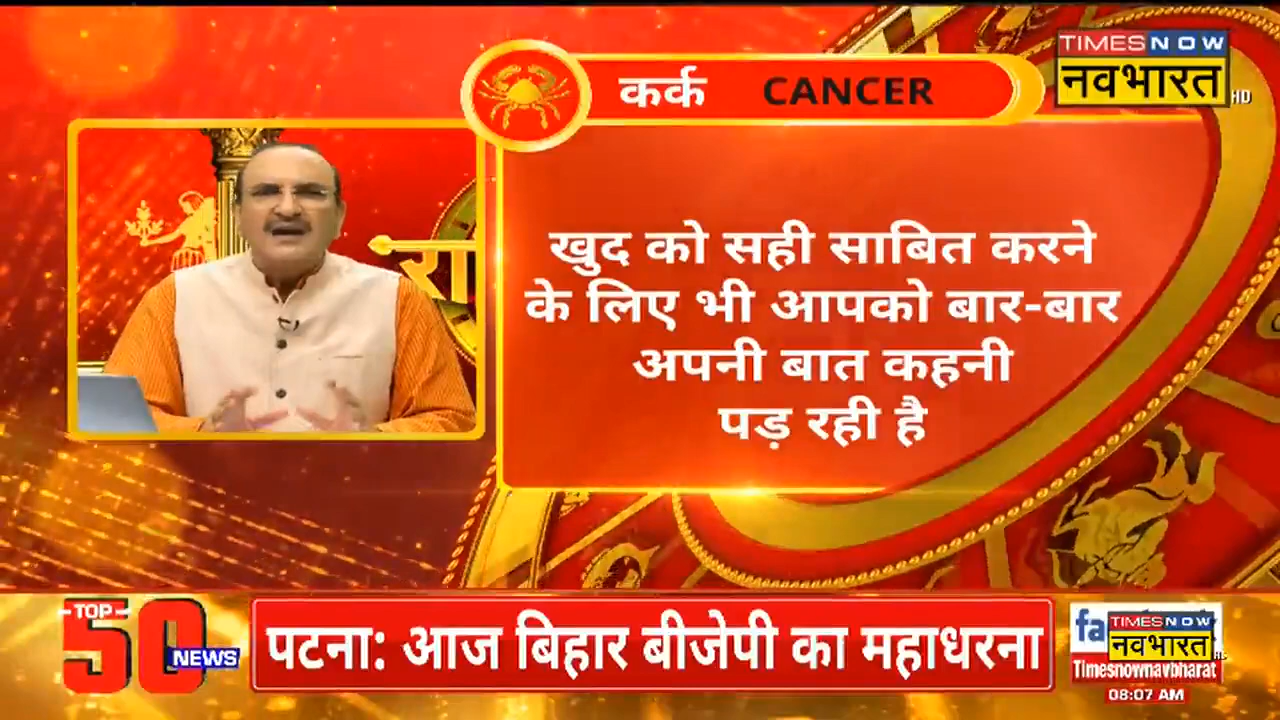 कर्क CANCER
TIMES NOW
नवभारत
HD
रा
खुद को सही साबित करने
के लिए भी आपको बार-बार
अपनी बात कहनी
पड़ रही है
TOP
50
NEWS
पटना: आज बिहार बीजेपी का महाधरना
fa
TIMES NOW
नवभारत
Timesnownavbharat
08:07 AM